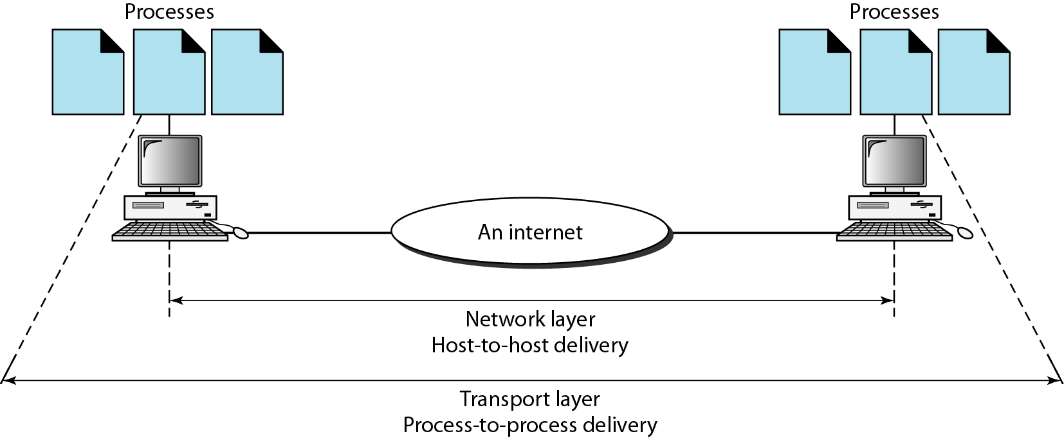 Processes
Processes
An internet
Network layer
Host-to-host delivery
Transport layer
Process-to-process delivery